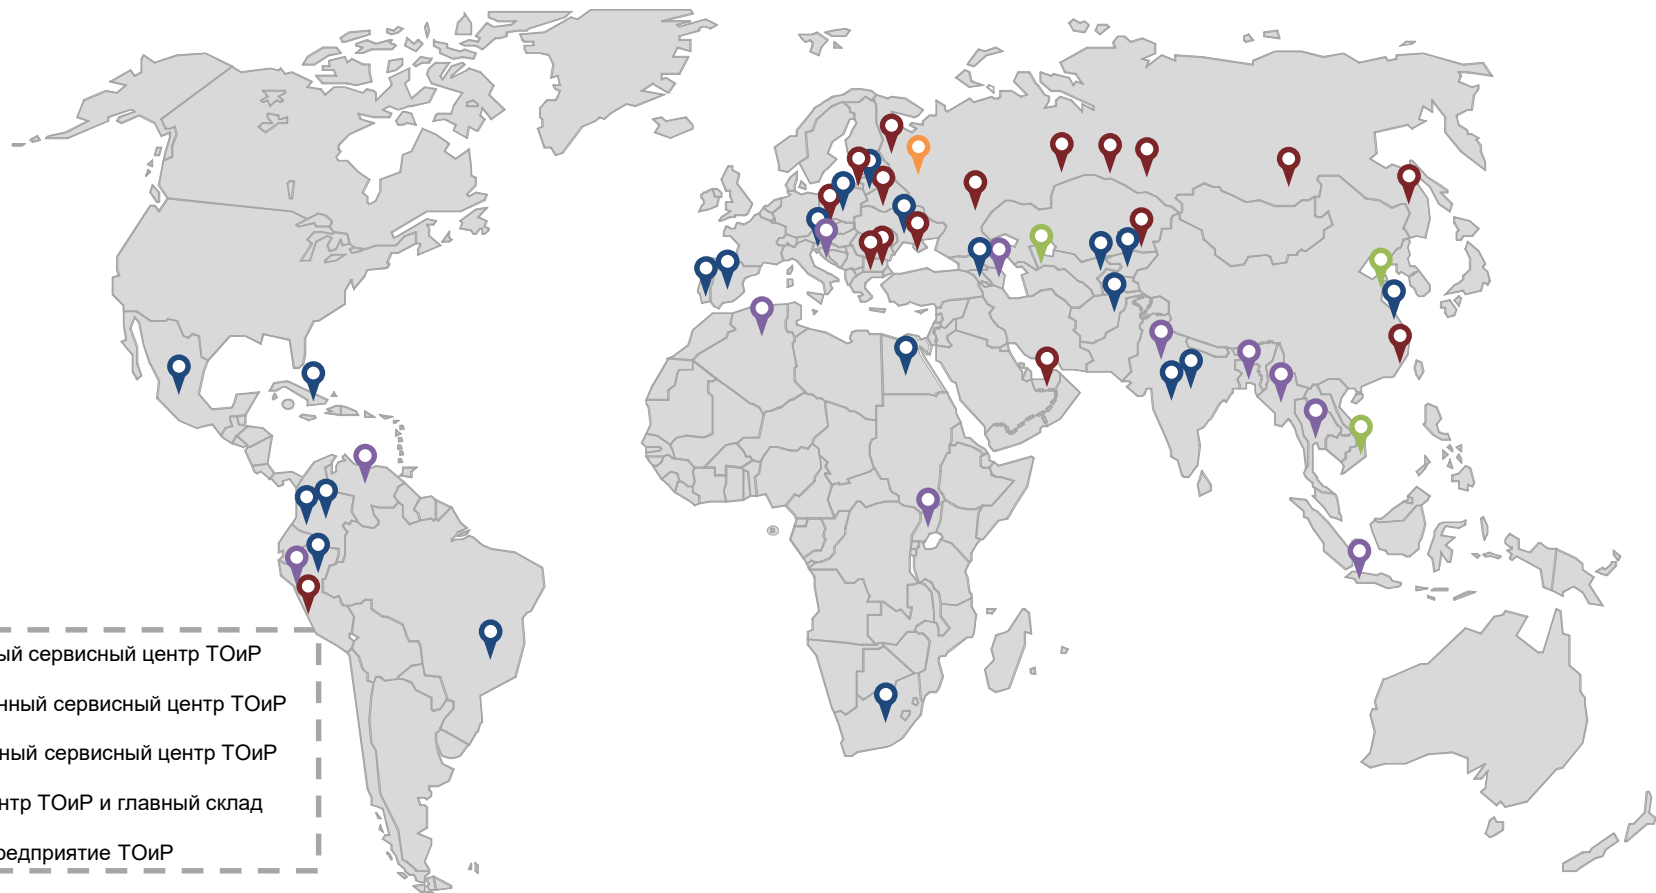 ый сервисный центр ТОиР
нный сервисный центр ТОиР
ный сервисный центр ТОиР
нтр ТОиР и главный склад
редприятие ТОиР